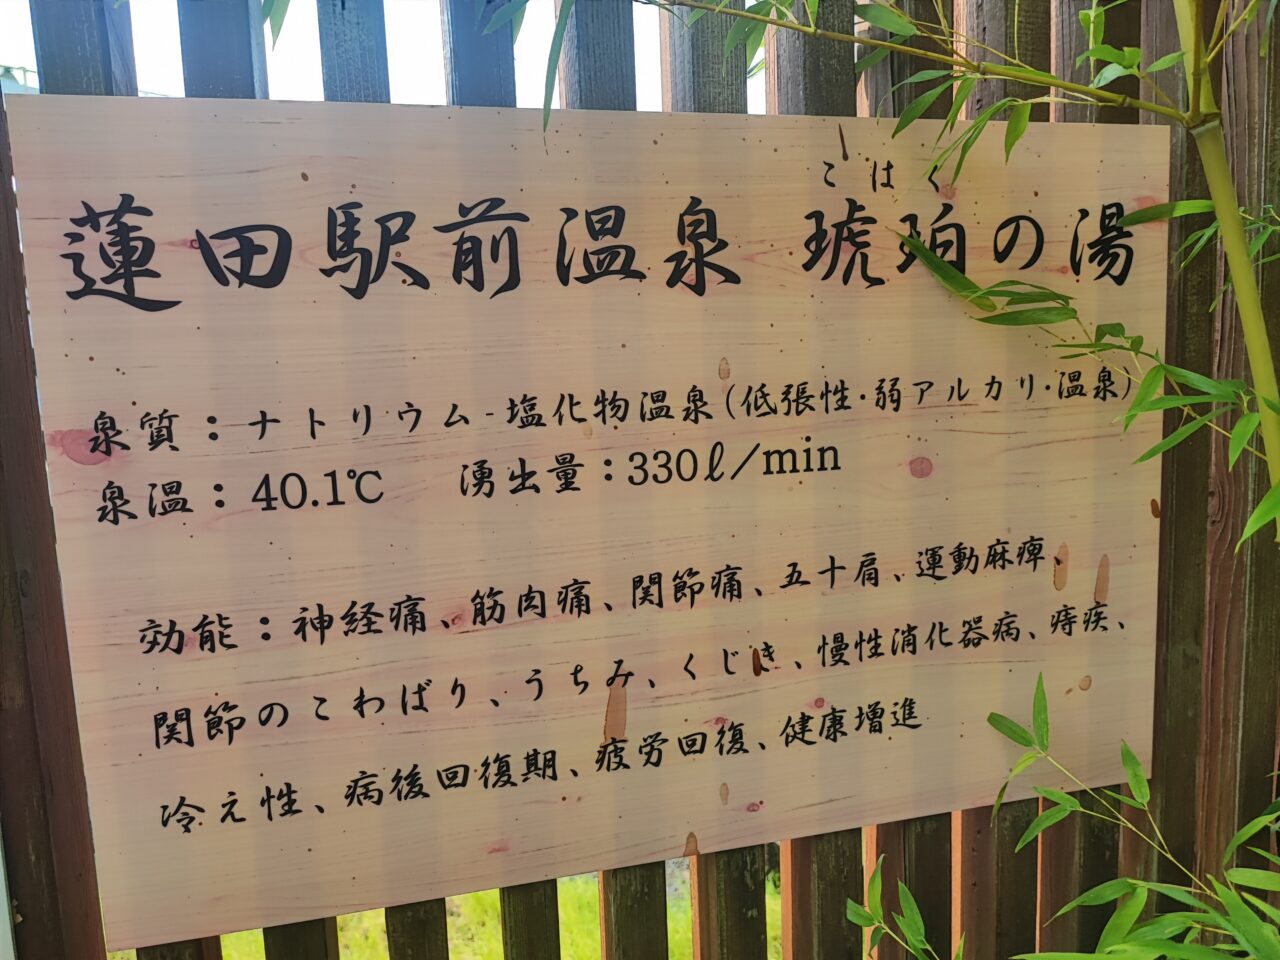 こはく
蓮田駅前温泉 琥珀の湯
泉質：ナトリウム-塩化物温泉(低張性・弱アルカリ・温泉)
泉温：40.1℃ 湧出量：330ℓ/min
効能：神経痛、筋肉痛、関節痛、五十肩、運動麻痺、
関節のこわばり、うちみ、くじき、慢性消化器病、痔疾、
冷え性、病後回復期、疲労回復、健康増進